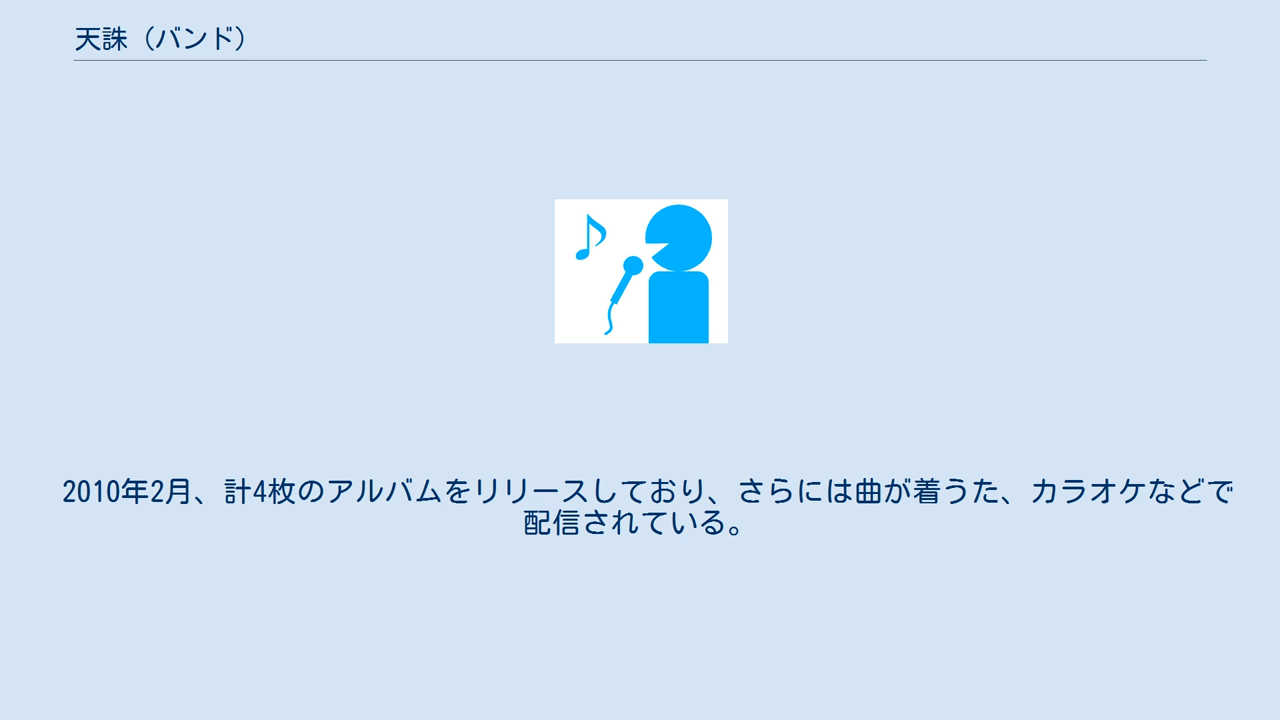 天誅（バンド）
2010年2月、計4枚のアルバムをリリースしており、さらには曲が着うた、カラオケなどで
配信されている。